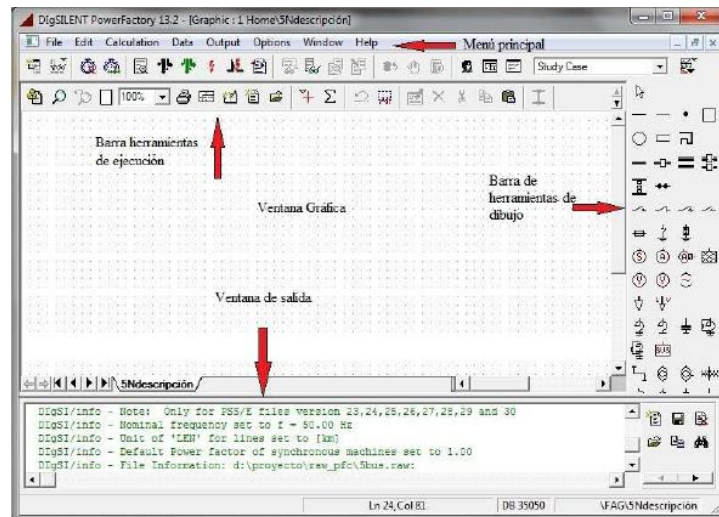 DIgSILENT PowerFactory 13.2 - [Graphic : 1 Home\5Ndescripción]
File Edit Calculation Data Output Options Window Help
Menú principal
Study Case
100%
Barra herramientas
de ejecución
Barra de
herramientas de
dibujo
Ventana Gráfica
Ventana de salida
5Ndescripción
DIgSI/info - Note: Only for PSS/E files version 23,24,25,26,27,28,29 and 30
DIgSI/info - Nominal frequency set to f = 50.00 Hz
DIgSI/info - Unit of 'LEN' for lines set to [km]
DIgSI/info - Default Power factor of synchronous machines set to 1.00
DIgSI/info - File Information: d:\proyecto\raw_pfc\5bus.raw:
Ln 24,Col 81 DB 35050 \FAG\5Ndescripción